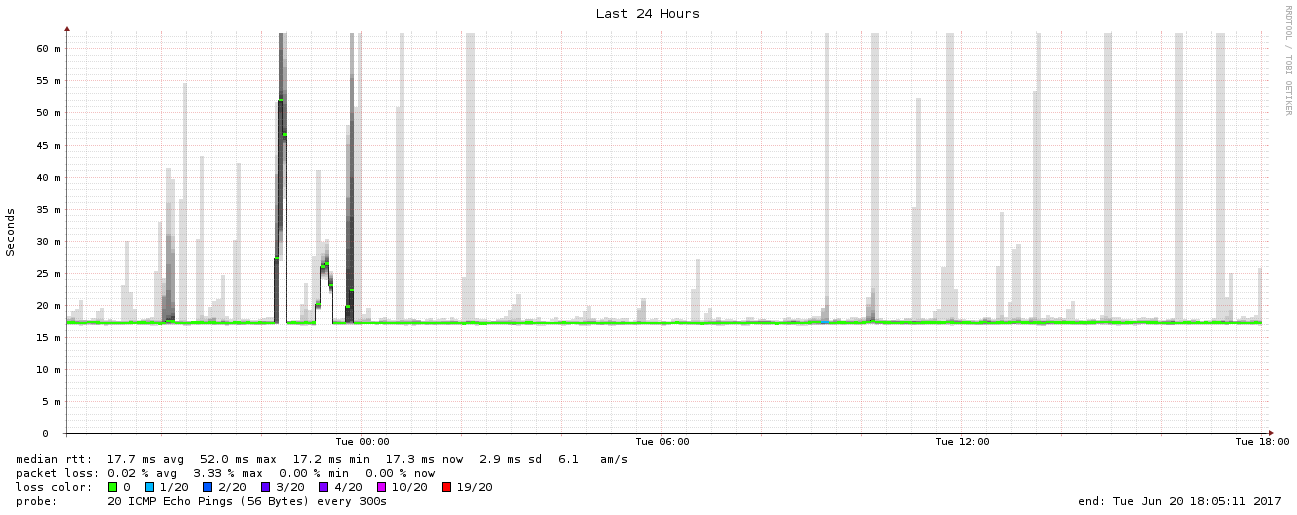 Last 24 Hours
RRDTOOL / TOBI OETIKER
Seconds
60 m
55 m
50 m
45 m
40 m
35 m
30 m
25 m
20 m
15 m
10 m
5 m
0
Tue 00:00 Tue 06:00 Tue 12:00 Tue 18:00
median rtt: 17.7 ms avg 52.0 ms max 17.2 ms min 17.3 ms now 2.9 ms sd 6.1 am/s
packet loss: 0.02 % avg 3.33 % max 0.00 % min 0.00 % now
loss color: 0 1/20 2/20 3/20 4/20 10/20 19/20
probe: 20 ICMP Echo Pings (56 Bytes) every 300s end: Tue Jun 20 18:05:11 2017